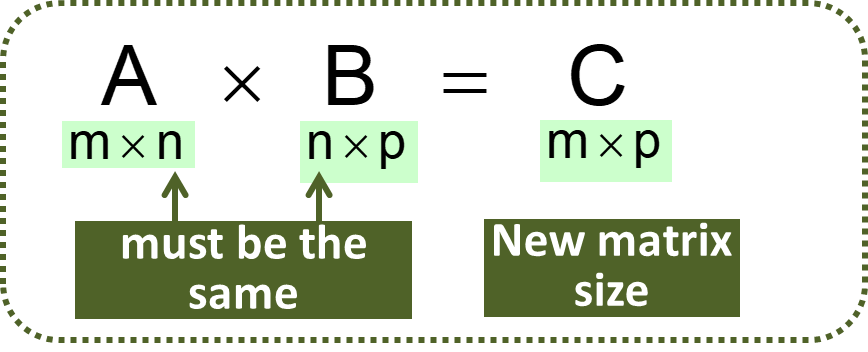 A × B = C
m × n n × p m × p
must be the same
New matrix size